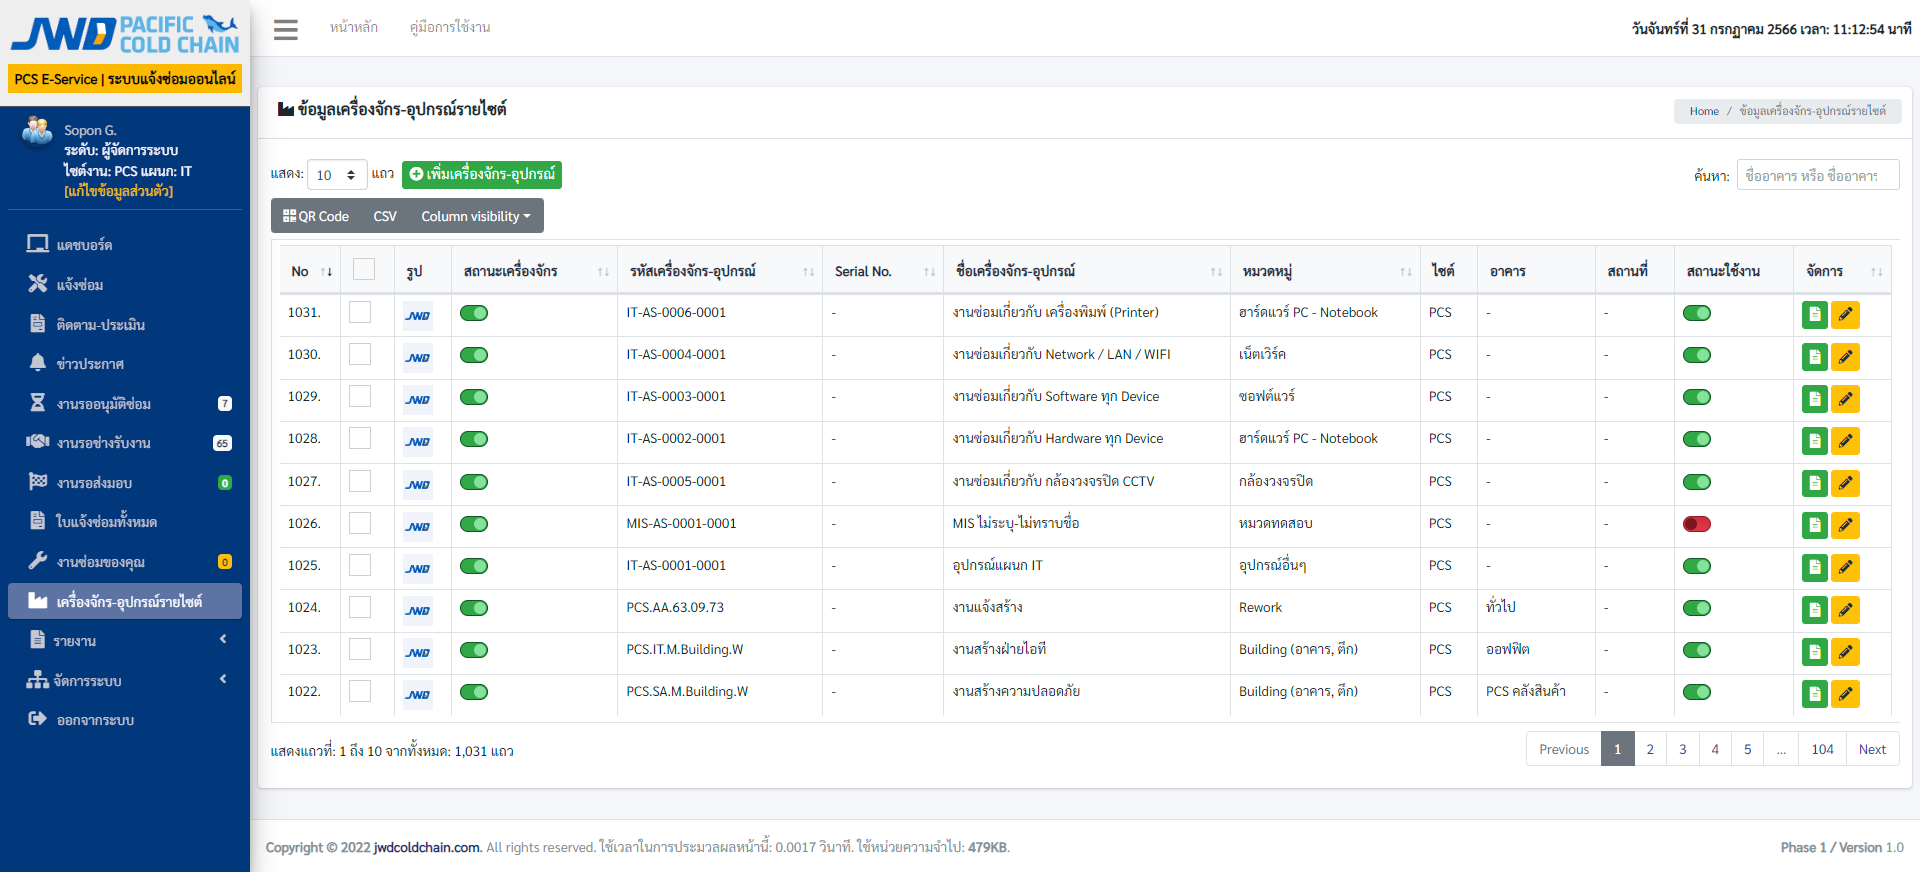 JWD PACIFIC COLD CHAIN
PCS E-Service | ระบบแจ้งซ่อมออนไลน์
Sopon G.
ระดับ: ผู้จัดการระบบ
ไซต์งาน: PCS แผนก: IT
[แก้ไขข้อมูลส่วนตัว]
แดชบอร์ด
แจ้งซ่อม
ติดตาม-ประเมิน
ข่าวประกาศ
งานรออนุมัติซ่อม 7
งานรอช่างรับงาน 65
งานรอส่งมอบ 0
ใบแจ้งซ่อมทั้งหมด
งานซ่อมของคุณ 0
เครื่องจักร-อุปกรณ์รายไซต์
รายงาน
จัดการระบบ
ออกจากระบบ
หน้าหลัก คู่มือการใช้งาน
วันจันทร์ที่ 31 กรกฎาคม 2566 เวลา: 11:12:54 นาที
ข้อมูลเครื่องจักร-อุปกรณ์รายไซต์
Home / ข้อมูลเครื่องจักร-อุปกรณ์รายไซต์
แสดง: 10 แถว เพิ่มเครื่องจักร-อุปกรณ์
ค้นหา: ชื่ออาคาร หรือ ชื่ออาคาร
QR Code CSV Column visibility
No รูป สถานะเครื่องจักร รหัสเครื่องจักร-อุปกรณ์ Serial No. ชื่อเครื่องจักร-อุปกรณ์ หมวดหมู่ ไซต์ อาคาร สถานที่ สถานะใช้งาน จัดการ
1031. JWD IT-AS-0006-0001 - งานซ่อมเกี่ยวกับ เครื่องพิมพ์ (Printer) ฮาร์ดแวร์ PC - Notebook PCS - -
1030. JWD IT-AS-0004-0001 - งานซ่อมเกี่ยวกับ Network / LAN / WIFI เน็ตเวิร์ค PCS - -
1029. JWD IT-AS-0003-0001 - งานซ่อมเกี่ยวกับ Software ทุก Device ซอฟต์แวร์ PCS - -
1028. JWD IT-AS-0002-0001 - งานซ่อมเกี่ยวกับ Hardware ทุก Device ฮาร์ดแวร์ PC - Notebook PCS - -
1027. JWD IT-AS-0005-0001 - งานซ่อมเกี่ยวกับ กล้องวงจรปิด CCTV กล้องวงจรปิด PCS - -
1026. JWD MIS-AS-0001-0001 - MIS ไม่ระบุ-ไม่ทราบชื่อ หมวดทดสอบ PCS - -
1025. JWD IT-AS-0001-0001 - อุปกรณ์แผนก IT อุปกรณ์อื่นๆ PCS - -
1024. JWD PCS.AA.63.09.73 - งานแจ้งสร้าง Rework PCS ทั่วไป -
1023. JWD PCS.IT.M.Building.W - งานสร้างฝ่ายไอที Building (อาคาร, ตึก) PCS ออฟฟิต -
1022. JWD PCS.SA.M.Building.W - งานสร้างความปลอดภัย Building (อาคาร, ตึก) PCS PCS คลังสินค้า -
แสดงแถวที่: 1 ถึง 10 จากทั้งหมด: 1,031 แถว
Previous 1 2 3 4 5 ... 104 Next
Copyright © 2022 jwdcoldchain.com. All rights reserved. ใช้เวลาในการประมวลผลหน้านี้: 0.0017 วินาที. ใช้หน่วยความจำไป: 479KB.
Phase 1 / Version 1.0